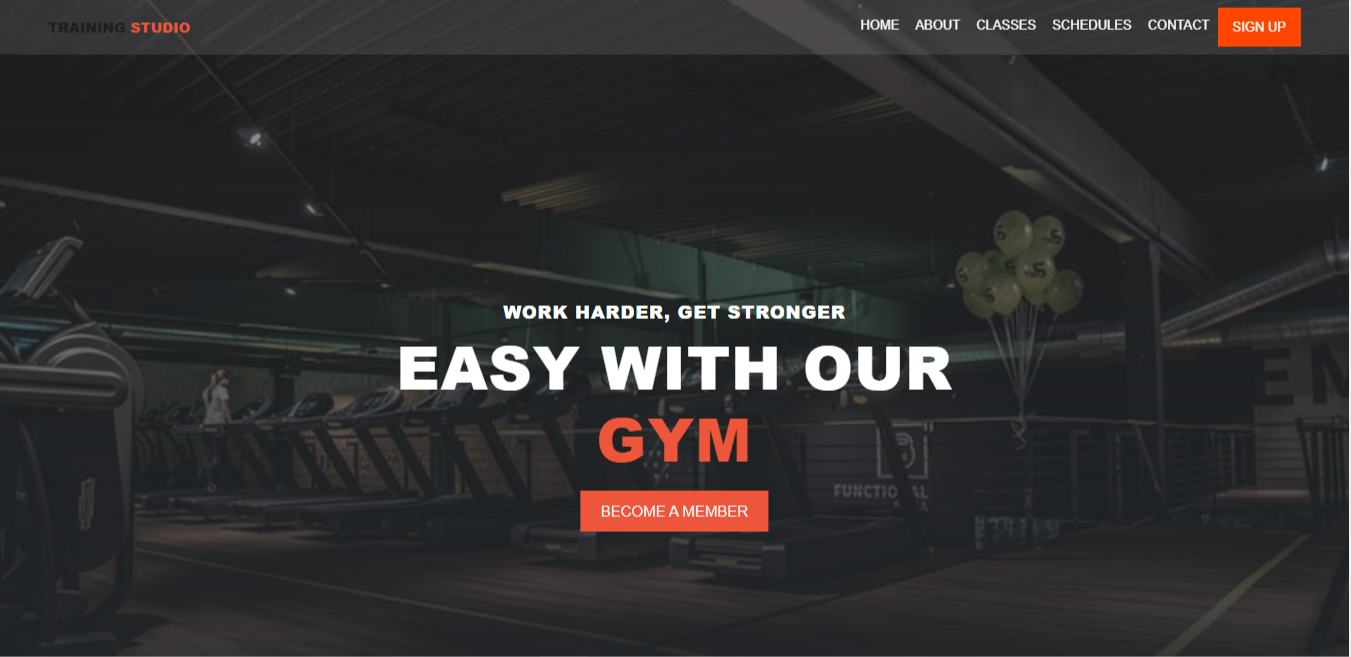 TRAINING STUDIO
HOME ABOUT CLASSES SCHEDULES CONTACT SIGN UP
WORK HARDER, GET STRONGER
EASY WITH OUR
GYM
BECOME A MEMBER